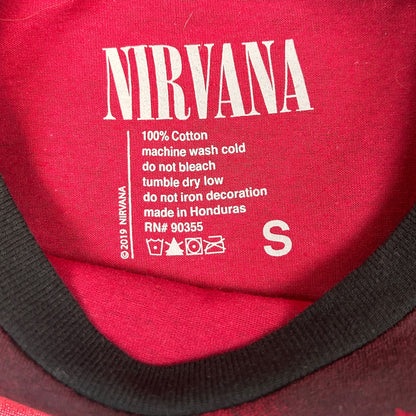 NIRVANA
100% Cotton
machine wash cold
do not bleach
tumble dry low
do not iron decoration
made in Honduras
RN# 90355
S
©2019 NIRVANA